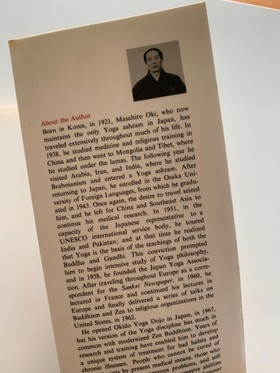 About the Author
Born in Korea, in 1921, Masahiro Oki, who now
maintains the only Yoga ashram in Japan, has
traveled extensively throughout much of his life. In
1938, he studied medicine and religious training in
China and then went to Mongolia and Tibet, where
he studied under the lamas. The following year he
visited Arabia, Iran, and India, where he studied
Brahmanism and entered a Yoga ashram. After
returning to Japan, he enrolled in the Osaka Uni-
versity of Foreign Languages, from which he gradu-
ated in 1943. Once again, the desire to travel seized
him, and he left for China and Southeast Asia to
continue his medical research. In 1951, in the
capacity of the Japanese representative to a
UNESCO international service body, he toured
India and Pakistan; and at that time he realized
that Yoga is the basis of the teachings of both the
Buddha and Gandhi. This conviction prompted
him to begin intensive study of Yoga philosophy,
and in 1958, he founded the Japan Yoga Associa-
tion. After traveling throughout Europe as a corre-
spondent for the Sankei Newspaper, in 1960, he
lectured in France and continued his lectures in
Europe and finally delivered a series of talks on
Buddhism and Zen to religious organizations in the
United States, in 1962.
He opened Okido Yoga Dojo in Japan, in 1967,
but his version of the Yoga discipline has much in
common with modernized Zen Buddhism. Years of
research and training have enabled him to develop
a unique system of treatment for bad habits and
chronic illnesses. People who cannot be cured of
by present medical means, those who
nervous problems, and still